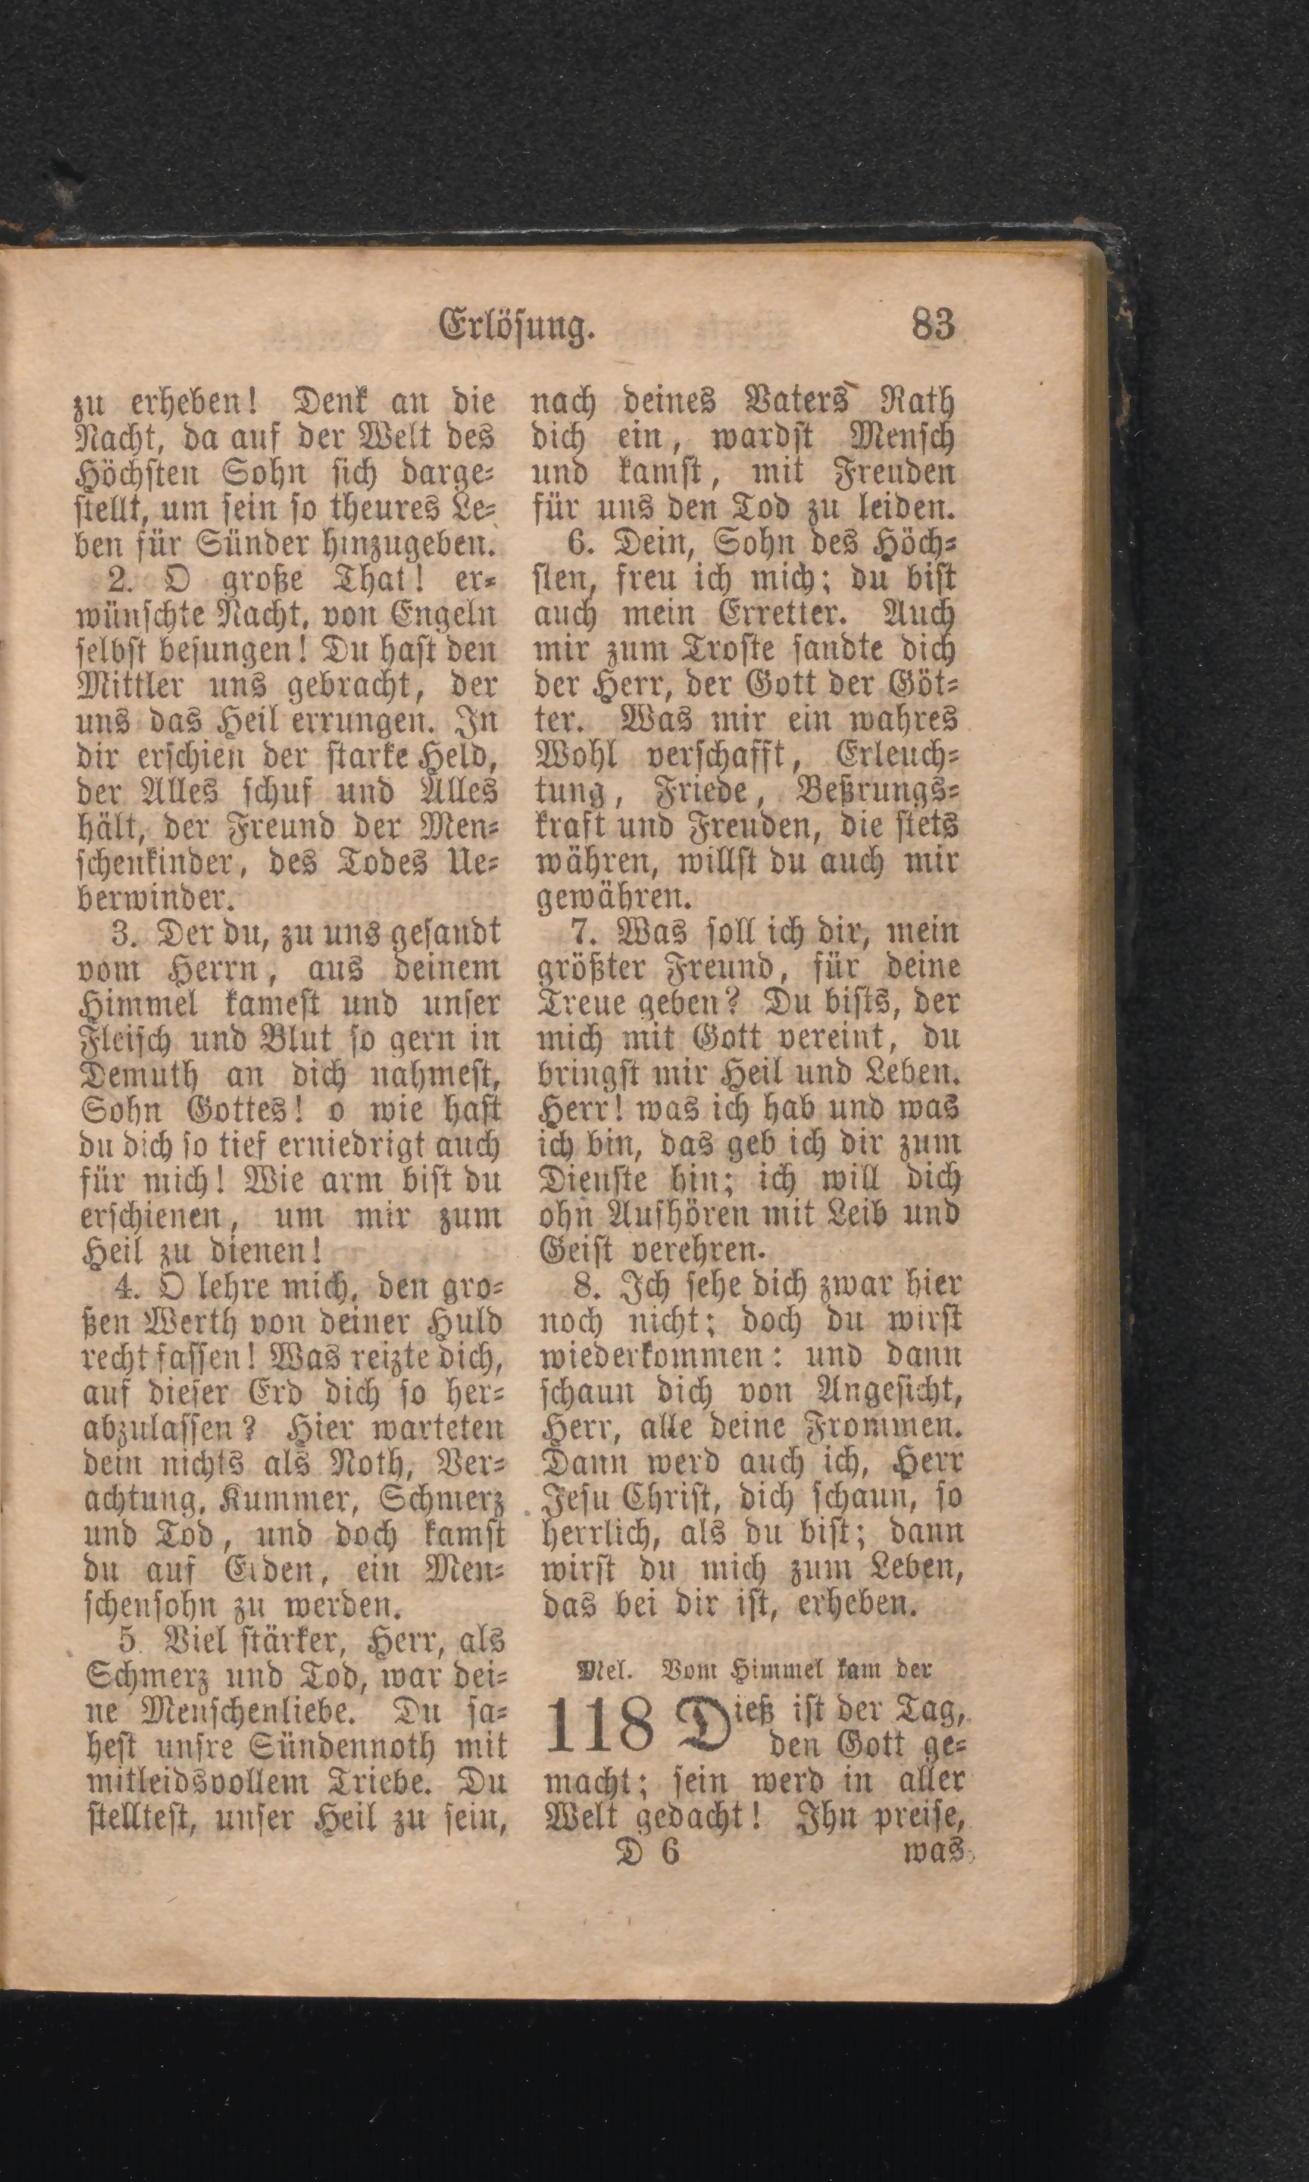 Erlösung. 83
zu erheben! Denk an die
Nacht, da auf der Welt des
Höchsten Sohn sich darge-
stellt, um sein so theures Le-
ben für Sünder hinzugeben.
2. O große That! er-
wünschte Nacht, von Engeln
selbst besungen! Du hast den
Mittler uns gebracht, der
uns das Heil errungen. In
dir erschien der starke Held,
der Alles schuf und Alles
hält, der Freund der Men-
schenkinder, des Todes Ue-
berwinder.
3. Der du, zu uns gesandt
vom Herrn, aus deinem
Himmel kamest und unser
Fleisch und Blut so gern in
Demuth an dich nahmest,
Sohn Gottes! o wie hast
du dich so tief erniedrigt auch
für mich! Wie arm bist du
erschienen, um mir zum
Heil zu dienen!
4. O lehre mich, den gro-
ßen Werth von deiner Huld
recht fassen! Was reizte dich,
auf dieser Erd dich so her-
abzulassen? Hier warteten
dein nichts als Noth, Ver-
achtung, Kummer, Schmerz
und Tod, und doch kamst
du auf Erden, ein Men-
schensohn zu werden.
5. Viel stärker, Herr, als
Schmerz und Tod, war dei-
ne Menschenliebe. Du sa-
hest unsre Sündennoth mit
mitleidsvollem Triebe. Du
stelltest, unser Heil zu sein,
nach deines Vaters Rath
dich ein, wardst Mensch
und kamst, mit Freuden
für uns den Tod zu leiden.
6. Dein, Sohn des Höch-
sten, freu ich mich; du bist
auch mein Erretter. Auch
mir zum Troste sandte dich
der Herr, der Gott der Göt-
ter. Was mir ein wahres
Wohl verschafft, Erleuch-
tung, Friede, Beßrungs-
kraft und Freuden, die stets
währen, willst du auch mir
gewähren.
7. Was soll ich dir, mein
größter Freund, für deine
Treue geben? Du bists, der
mich mit Gott vereint, du
bringst mir Heil und Leben.
Herr! was ich hab und was
ich bin, das geb ich dir zum
Dienste hin; ich will dich
ohn Aufhören mit Leib und
Geist verehren.
8. Ich sehe dich zwar hier
noch nicht; doch du wirst
wiederkommen: und dann
schaun dich von Angesicht,
Herr, alle deine Frommen.
Dann werd auch ich, Herr
Jesu Christ, dich schaun, so
herrlich, als du bist; dann
wirst du mich zum Leben,
das bei dir ist, erheben.
Mel. Vom Himmel kam der
118 Dieß ist der Tag,
den Gott ge-
macht; sein werd in aller
Welt gedacht! Ihn preise,
D 6 was